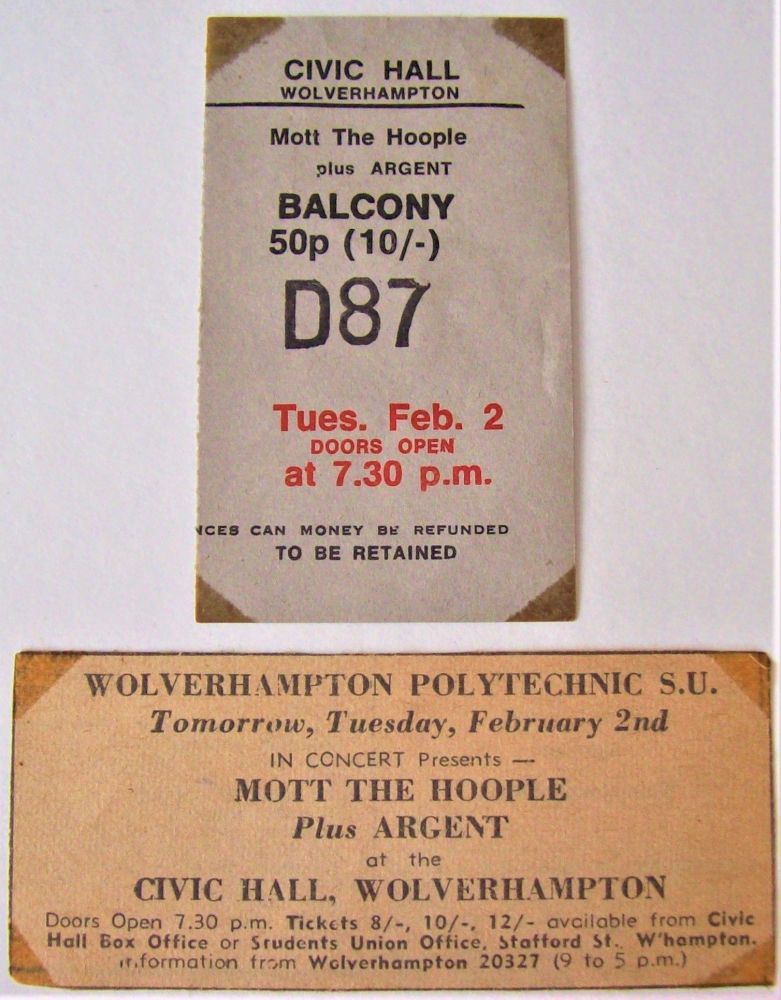 CIVIC HALL
WOLVERHAMPTON
Mott The Hoople
plus ARGENT
BALCONY
50p (10/-)
D87
Tues. Feb. 2
DOORS OPEN
at 7.30 p.m.
NCES CAN MONEY BE REFUNDED
TO BE RETAINED
WOLVERHAMPTON POLYTECHNIC S.U.
Tomorrow, Tuesday, February 2nd
IN CONCERT Presents —
MOTT THE HOOPLE
Plus ARGENT
at the
CIVIC HALL, WOLVERHAMPTON
Doors Open 7.30 p.m. Tickets 8/-, 10/-, 12/- available from Civic
Hall Box Office or Srudents Union Office, Stafford St., W'hampton.
Information from Wolverhampton 20327 (9 to 5 p.m.)